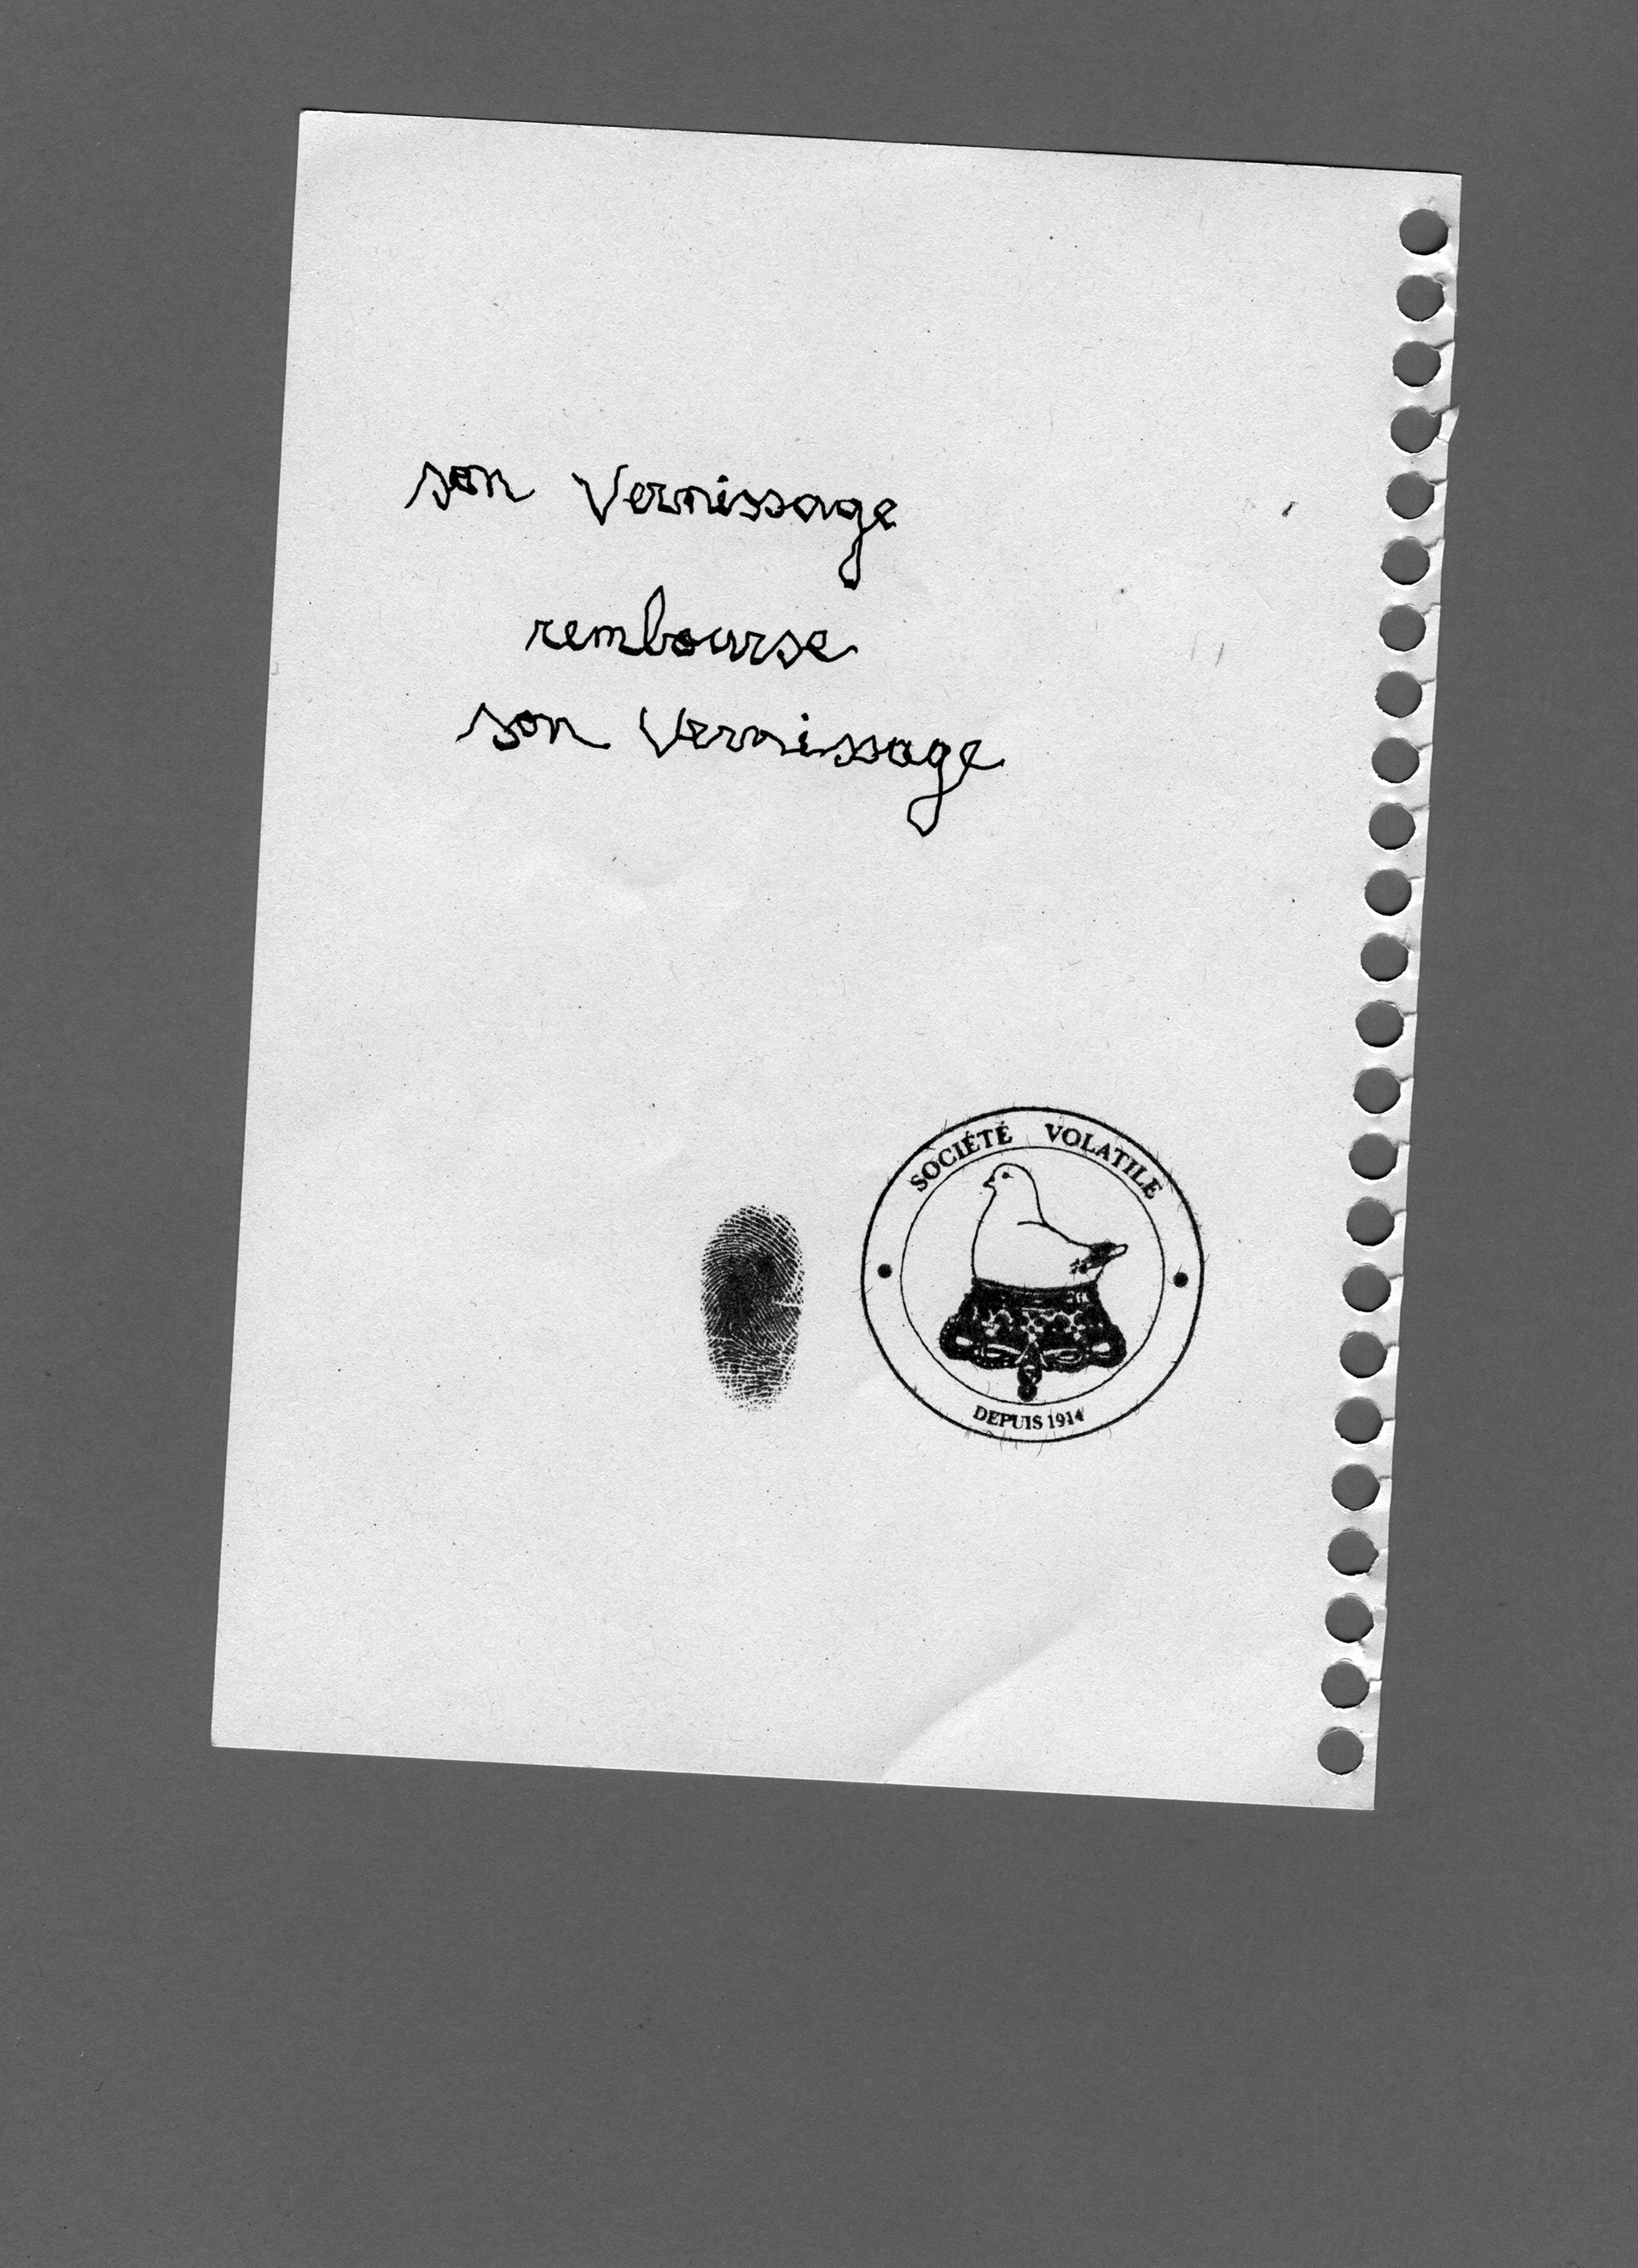 son Vernissage
rembourse
son Vernissage
SOCIÉTÉ VOLATILE
DEPUIS 1914